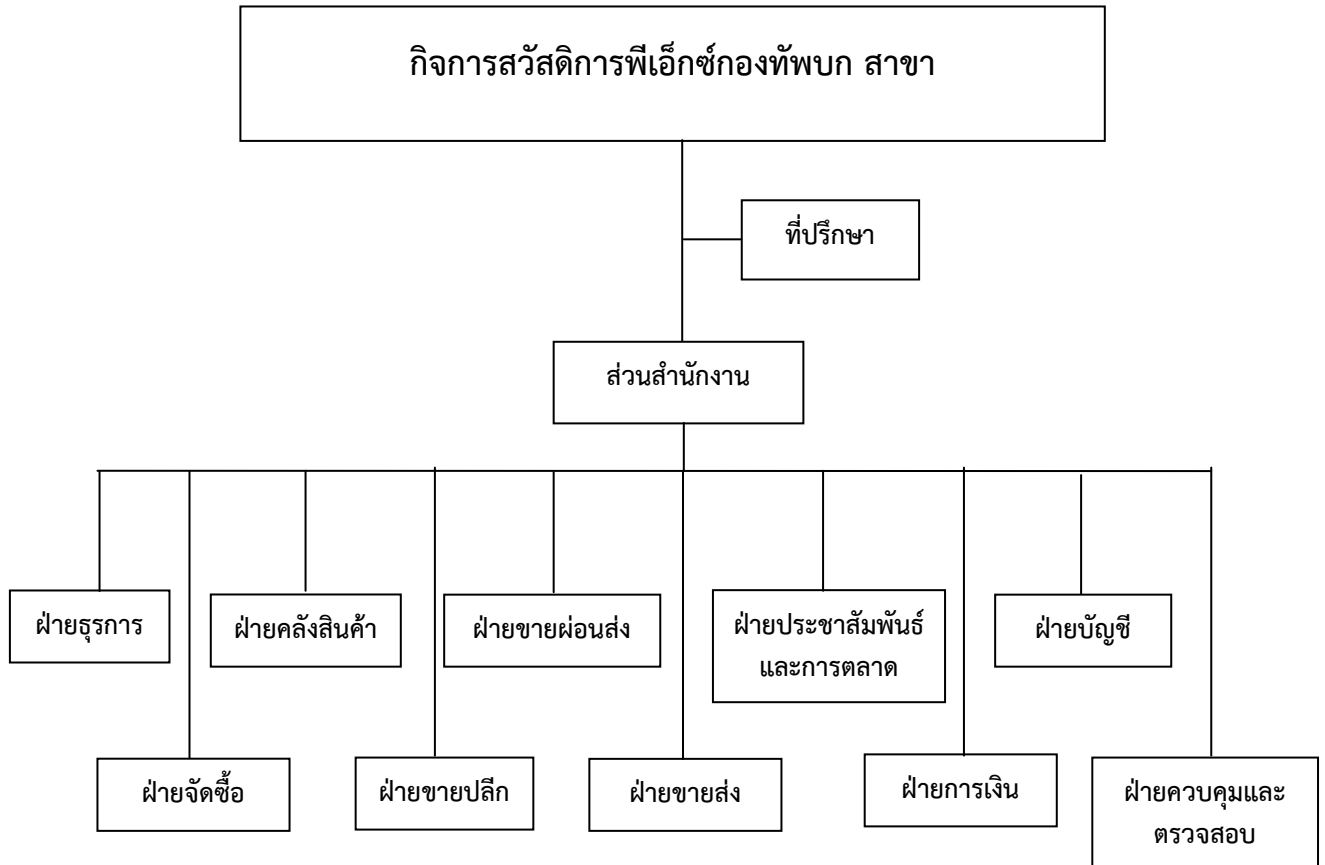 กิจการสวัสดิการพีเอ็กซ์กองทัพบก สาขา
ที่ปรึกษา
ส่วนสำนักงาน
ฝ่ายธุรการ
ฝ่ายคลังสินค้า
ฝ่ายขายผ่อนส่ง
ฝ่ายประชาสัมพันธ์
และการตลาด
ฝ่ายบัญชี
ฝ่ายจัดซื้อ
ฝ่ายขายปลีก
ฝ่ายขายส่ง
ฝ่ายการเงิน
ฝ่ายควบคุมและ
ตรวจสอบ